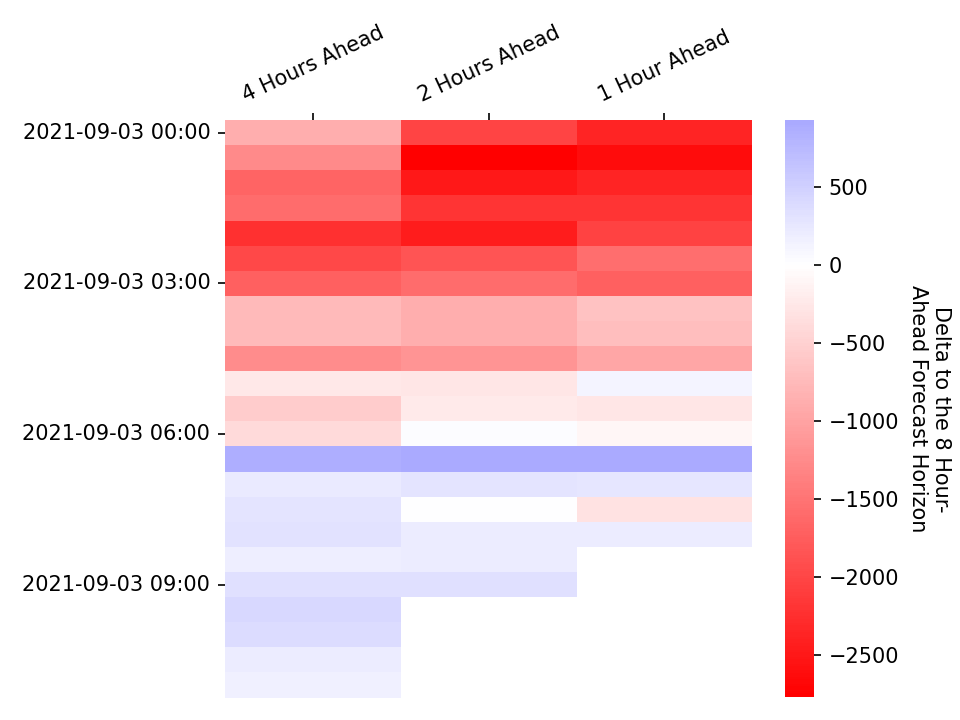 4 Hours Ahead
2 Hours Ahead
1 Hour Ahead
2021-09-03 00:00
2021-09-03 03:00
2021-09-03 06:00
2021-09-03 09:00
500
0
−500
−1000
−1500
−2000
−2500
Delta to the 8 Hour-
Ahead Forecast Horizon